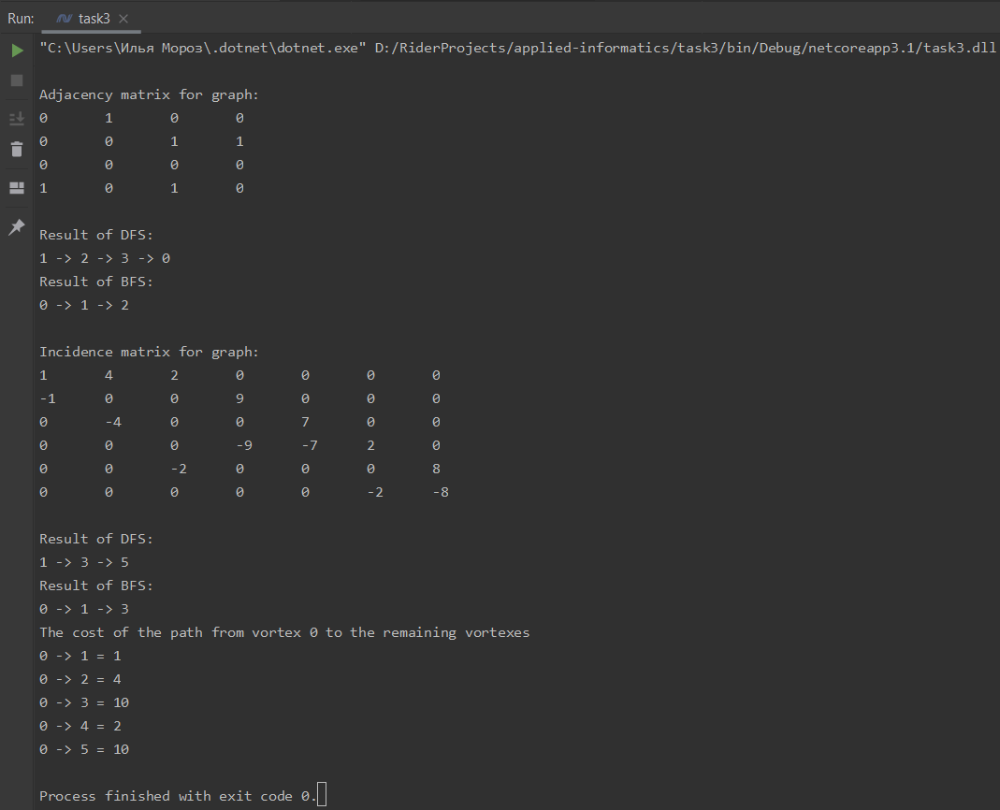 Run: task3
"C:\Users\Илья Мороз\.dotnet\dotnet.exe" D:/RiderProjects/applied-informatics/task3/bin/Debug/netcoreapp3.1/task3.dll
Adjacency matrix for graph:
0 1 0 0
0 0 1 1
0 0 0 0
1 0 1 0
Result of DFS:
1 -> 2 -> 3 -> 0
Result of BFS:
0 -> 1 -> 2
Incidence matrix for graph:
1 4 2 0 0 0 0
-1 0 0 9 0 0 0
0 -4 0 0 7 0 0
0 0 0 -9 -7 2 0
0 0 -2 0 0 0 8
0 0 0 0 0 -2 -8
Result of DFS:
1 -> 3 -> 5
Result of BFS:
0 -> 1 -> 3
The cost of the path from vortex 0 to the remaining vortexes
0 -> 1 = 1
0 -> 2 = 4
0 -> 3 = 10
0 -> 4 = 2
0 -> 5 = 10
Process finished with exit code 0.